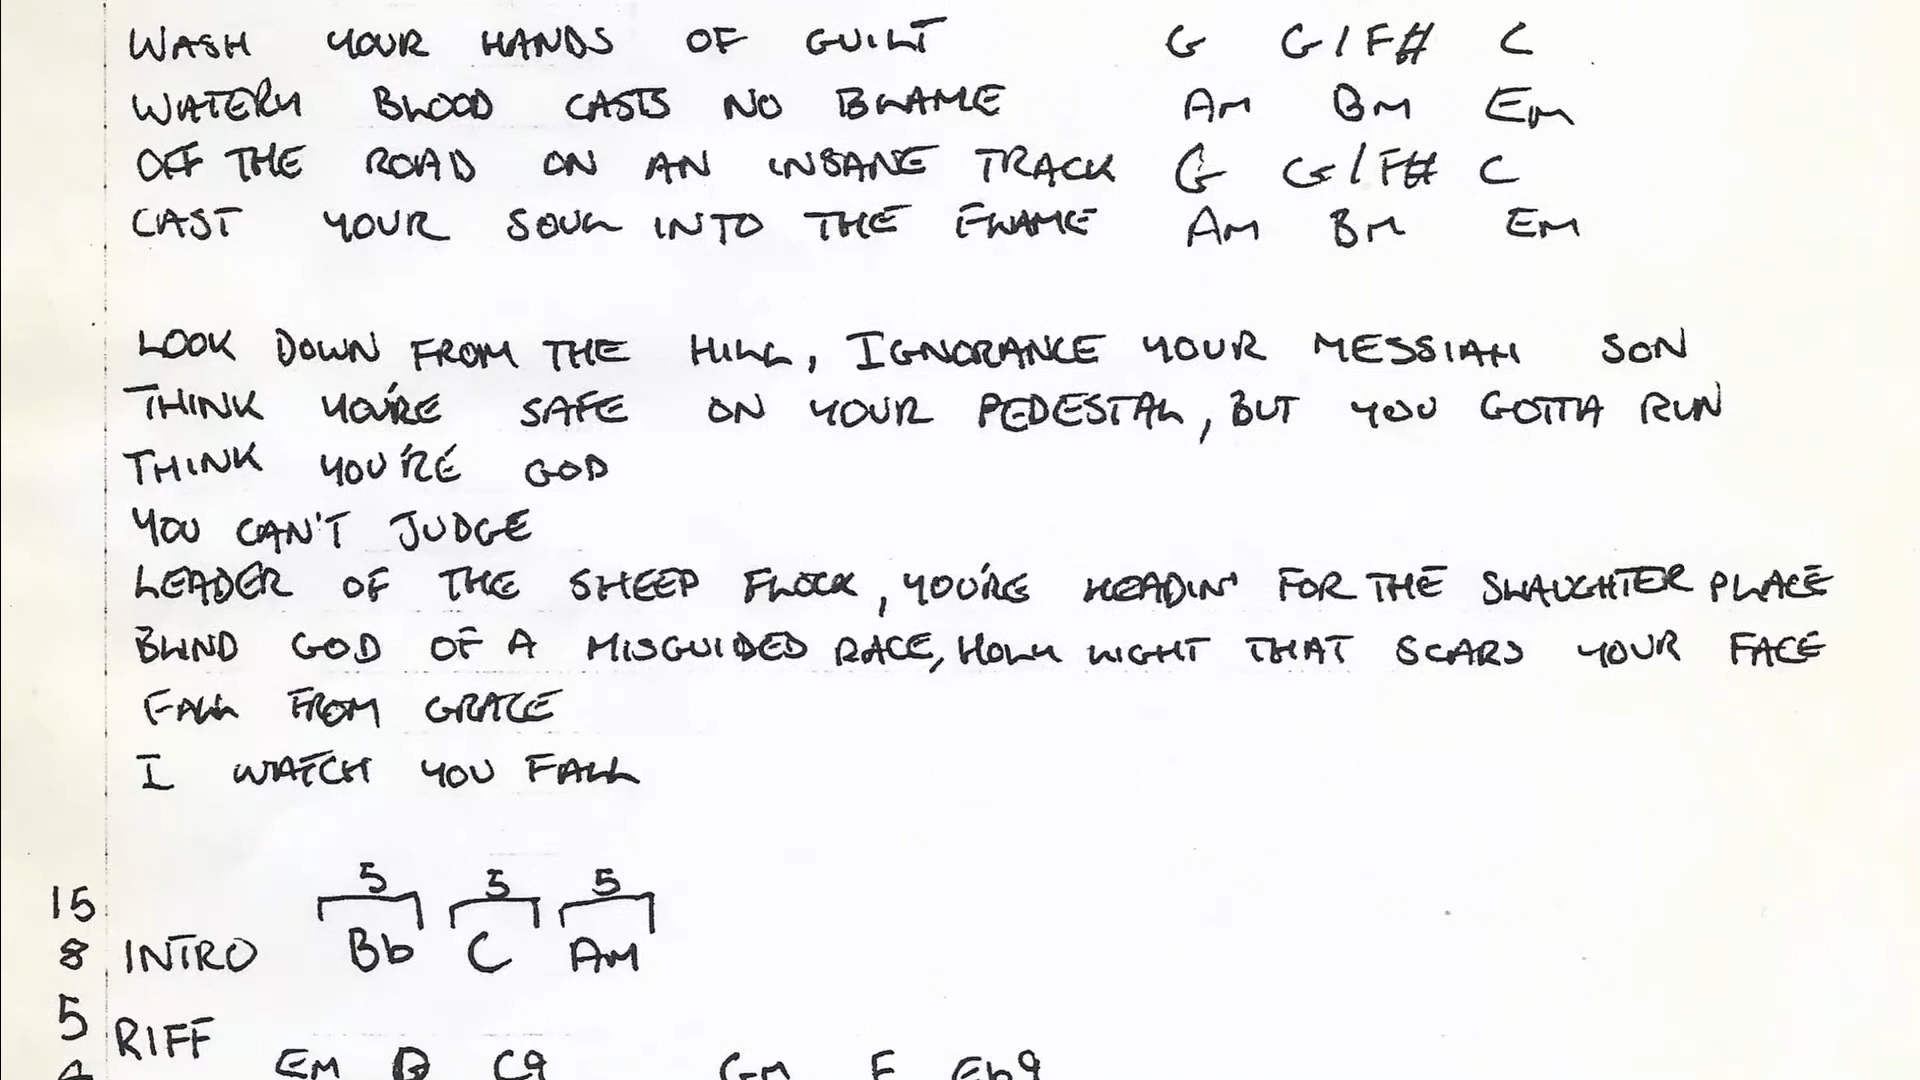 WASH YOUR HANDS OF GUILT G G/F# C
WATERY BLOOD CASTS NO BLAME Am Bm Em
OFF THE ROAD ON AN INSANE TRACK G G/F# C
CAST YOUR SOUL INTO THE FLAME Am Bm Em
LOOK DOWN FROM THE HILL, IGNORANCE YOUR MESSIAH SON
THINK YOU'RE SAFE ON YOUR PEDESTAL, BUT YOU GOTTA RUN
THINK YOU'RE GOD
YOU CAN'T JUDGE
LEADER OF THE SHEEP FLOCK, YOU'RE HEADIN' FOR THE SLAUGHTER PLACE
BLIND GOD OF A MISGUIDED RACE, HOLY LIGHT THAT SCARS YOUR FACE
FALL FROM GRACE
I WATCH YOU FALL
15 5 5 5
8 INTRO Bb C Am
5 RIFF
Em D C9 Gm F Eb9